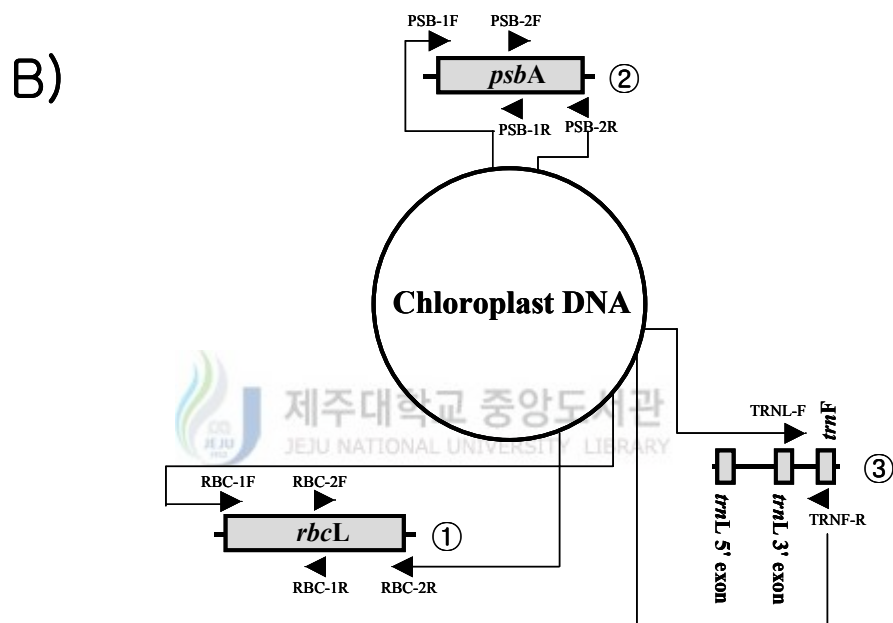 B)
PSB-1F PSB-2F
psbA ②
PSB-1R PSB-2R
Chloroplast DNA
제주대학교 중앙도서관
JEJU NATIONAL UNIVERSITY LIBRARY
JEJU
TRNL-F
trnF
③
TRNF-R
trnL 5' exon
trnL 3' exon
RBC-1F RBC-2F
rbcL ①
RBC-1R RBC-2R